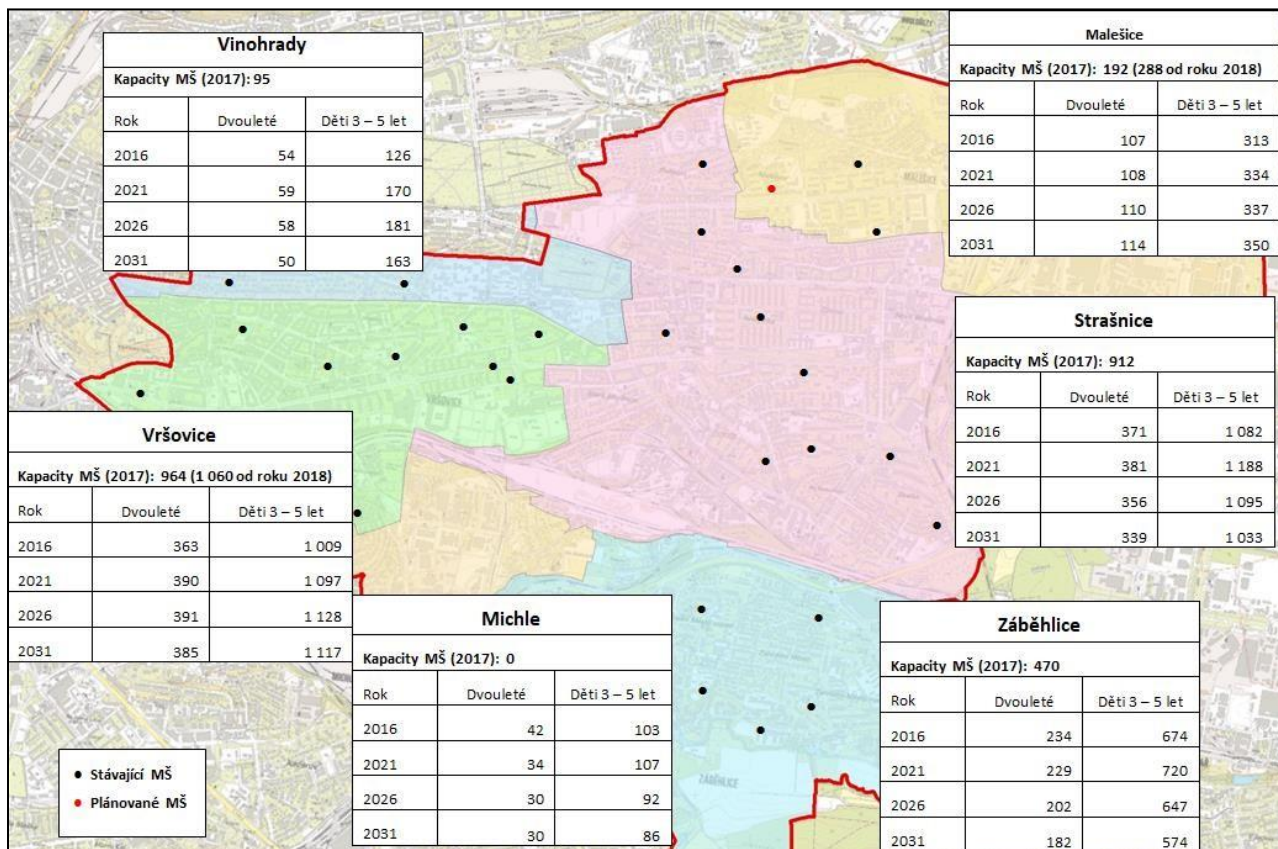 Vinohrady
Kapacity MŠ (2017): 95
Rok Dvouleté Děti 3 – 5 let
2016 54 126
2021 59 170
2026 58 181
2031 50 163
Malešice
Kapacity MŠ (2017): 192 (288 od roku 2018)
Rok Dvouleté Děti 3 – 5 let
2016 107 313
2021 108 334
2026 110 337
2031 114 350
Strašnice
Kapacity MŠ (2017): 912
Rok Dvouleté Děti 3 – 5 let
2016 371 1 082
2021 381 1 188
2026 356 1 095
2031 339 1 033
Vršovice
Kapacity MŠ (2017): 964 (1 060 od roku 2018)
Rok Dvouleté Děti 3 – 5 let
2016 363 1 009
2021 390 1 097
2026 391 1 128
2031 385 1 117
Michle
Kapacity MŠ (2017): 0
Rok Dvouleté Děti 3 – 5 let
2016 42 103
2021 34 107
2026 30 92
2031 30 86
Záběhlice
Kapacity MŠ (2017): 470
Rok Dvouleté Děti 3 – 5 let
2016 234 674
2021 229 720
2026 202 647
2031 182 574
Stávající MŠ
Plánované MŠ
MALEŠICE
VRŠOVICE
ZÁBĚHLICE